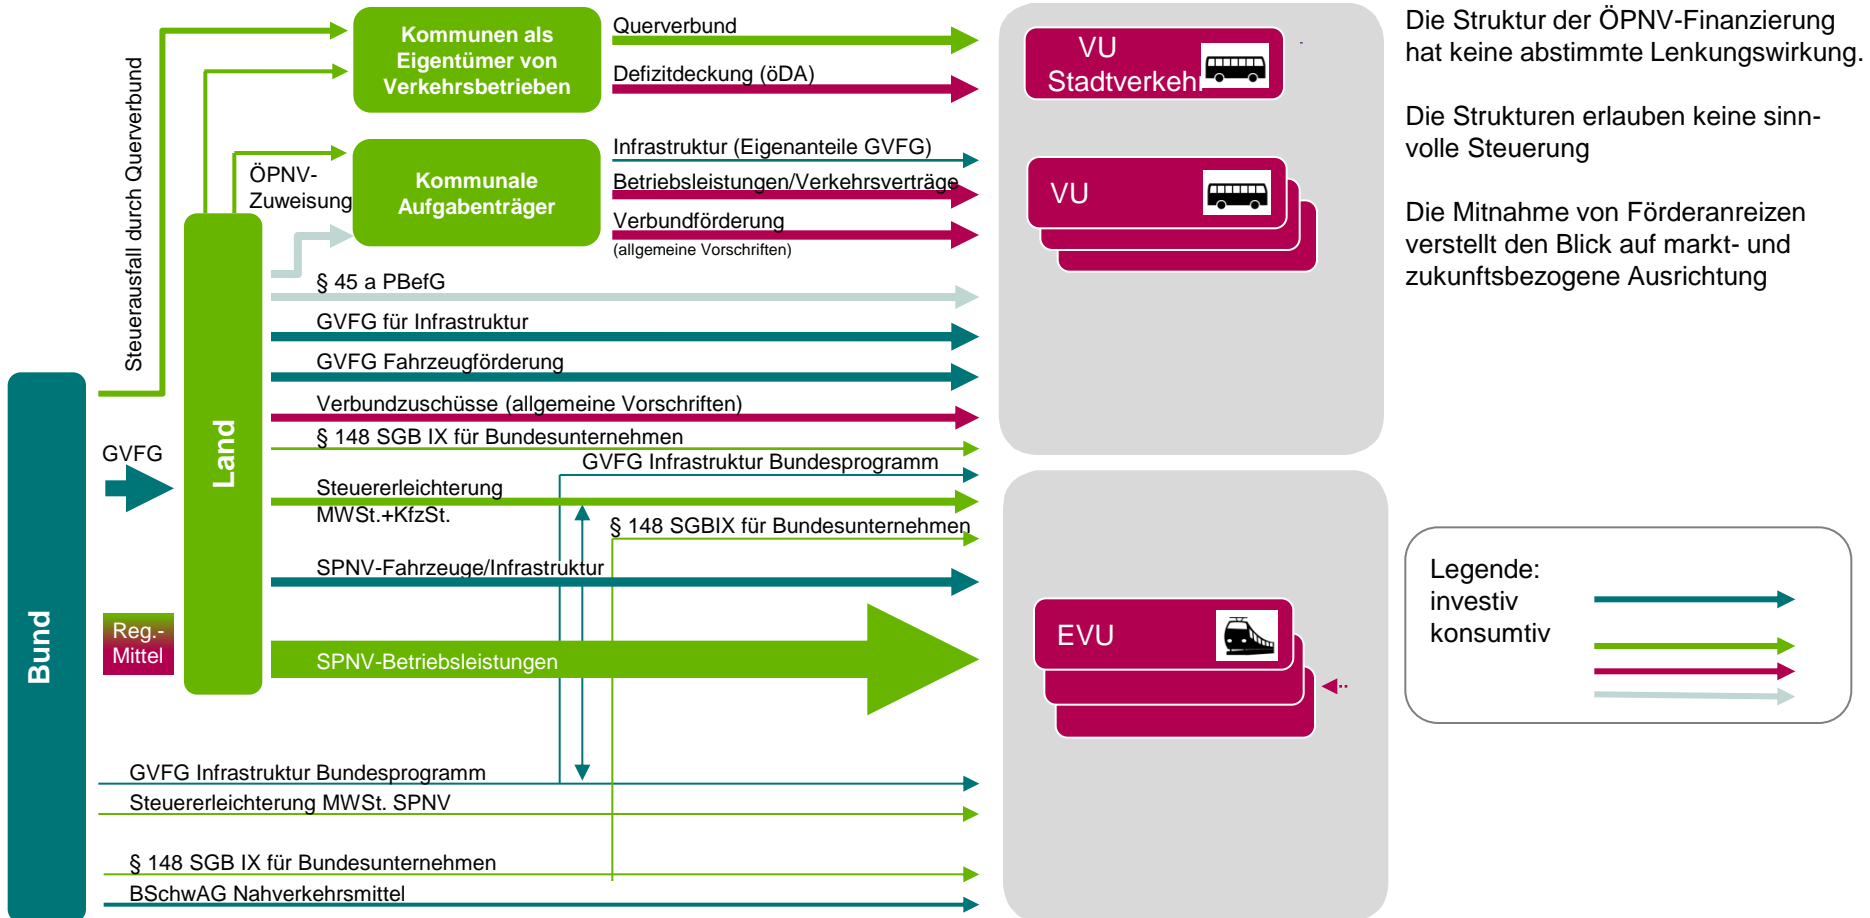 Kommunen als
Eigentümer von
Verkehrsbetrieben
Querverbund
Defizitdeckung (öDA)
VU
Stadtverkehr
Die Struktur der ÖPNV-Finanzierung
hat keine abstimmte Lenkungswirkung.
Die Strukturen erlauben keine sinn-
volle Steuerung
Die Mitnahme von Förderanreizen
verstellt den Blick auf markt- und
zukunftsbezogene Ausrichtung
Steuerausfall durch Querverbund
ÖPNV-
Zuweisung
Kommunale
Aufgabenträger
Infrastruktur (Eigenanteile GVFG)
Betriebsleistungen/Verkehrsverträge
Verbundförderung
(allgemeine Vorschriften)
VU
§ 45 a PBefG
GVFG für Infrastruktur
GVFG Fahrzeugförderung
Verbundzuschüsse (allgemeine Vorschriften)
§ 148 SGB IX für Bundesunternehmen
GVFG Infrastruktur Bundesprogramm
GVFG
Land
Steuererleichterung
MWSt.+KfzSt.
§ 148 SGBIX für Bundesunternehmen
SPNV-Fahrzeuge/Infrastruktur
Bund
Reg.-
Mittel
SPNV-Betriebsleistungen
EVU
Legende:
investiv
konsumtiv
GVFG Infrastruktur Bundesprogramm
Steuererleichterung MWSt. SPNV
§ 148 SGB IX für Bundesunternehmen
BSchwAG Nahverkehrsmittel